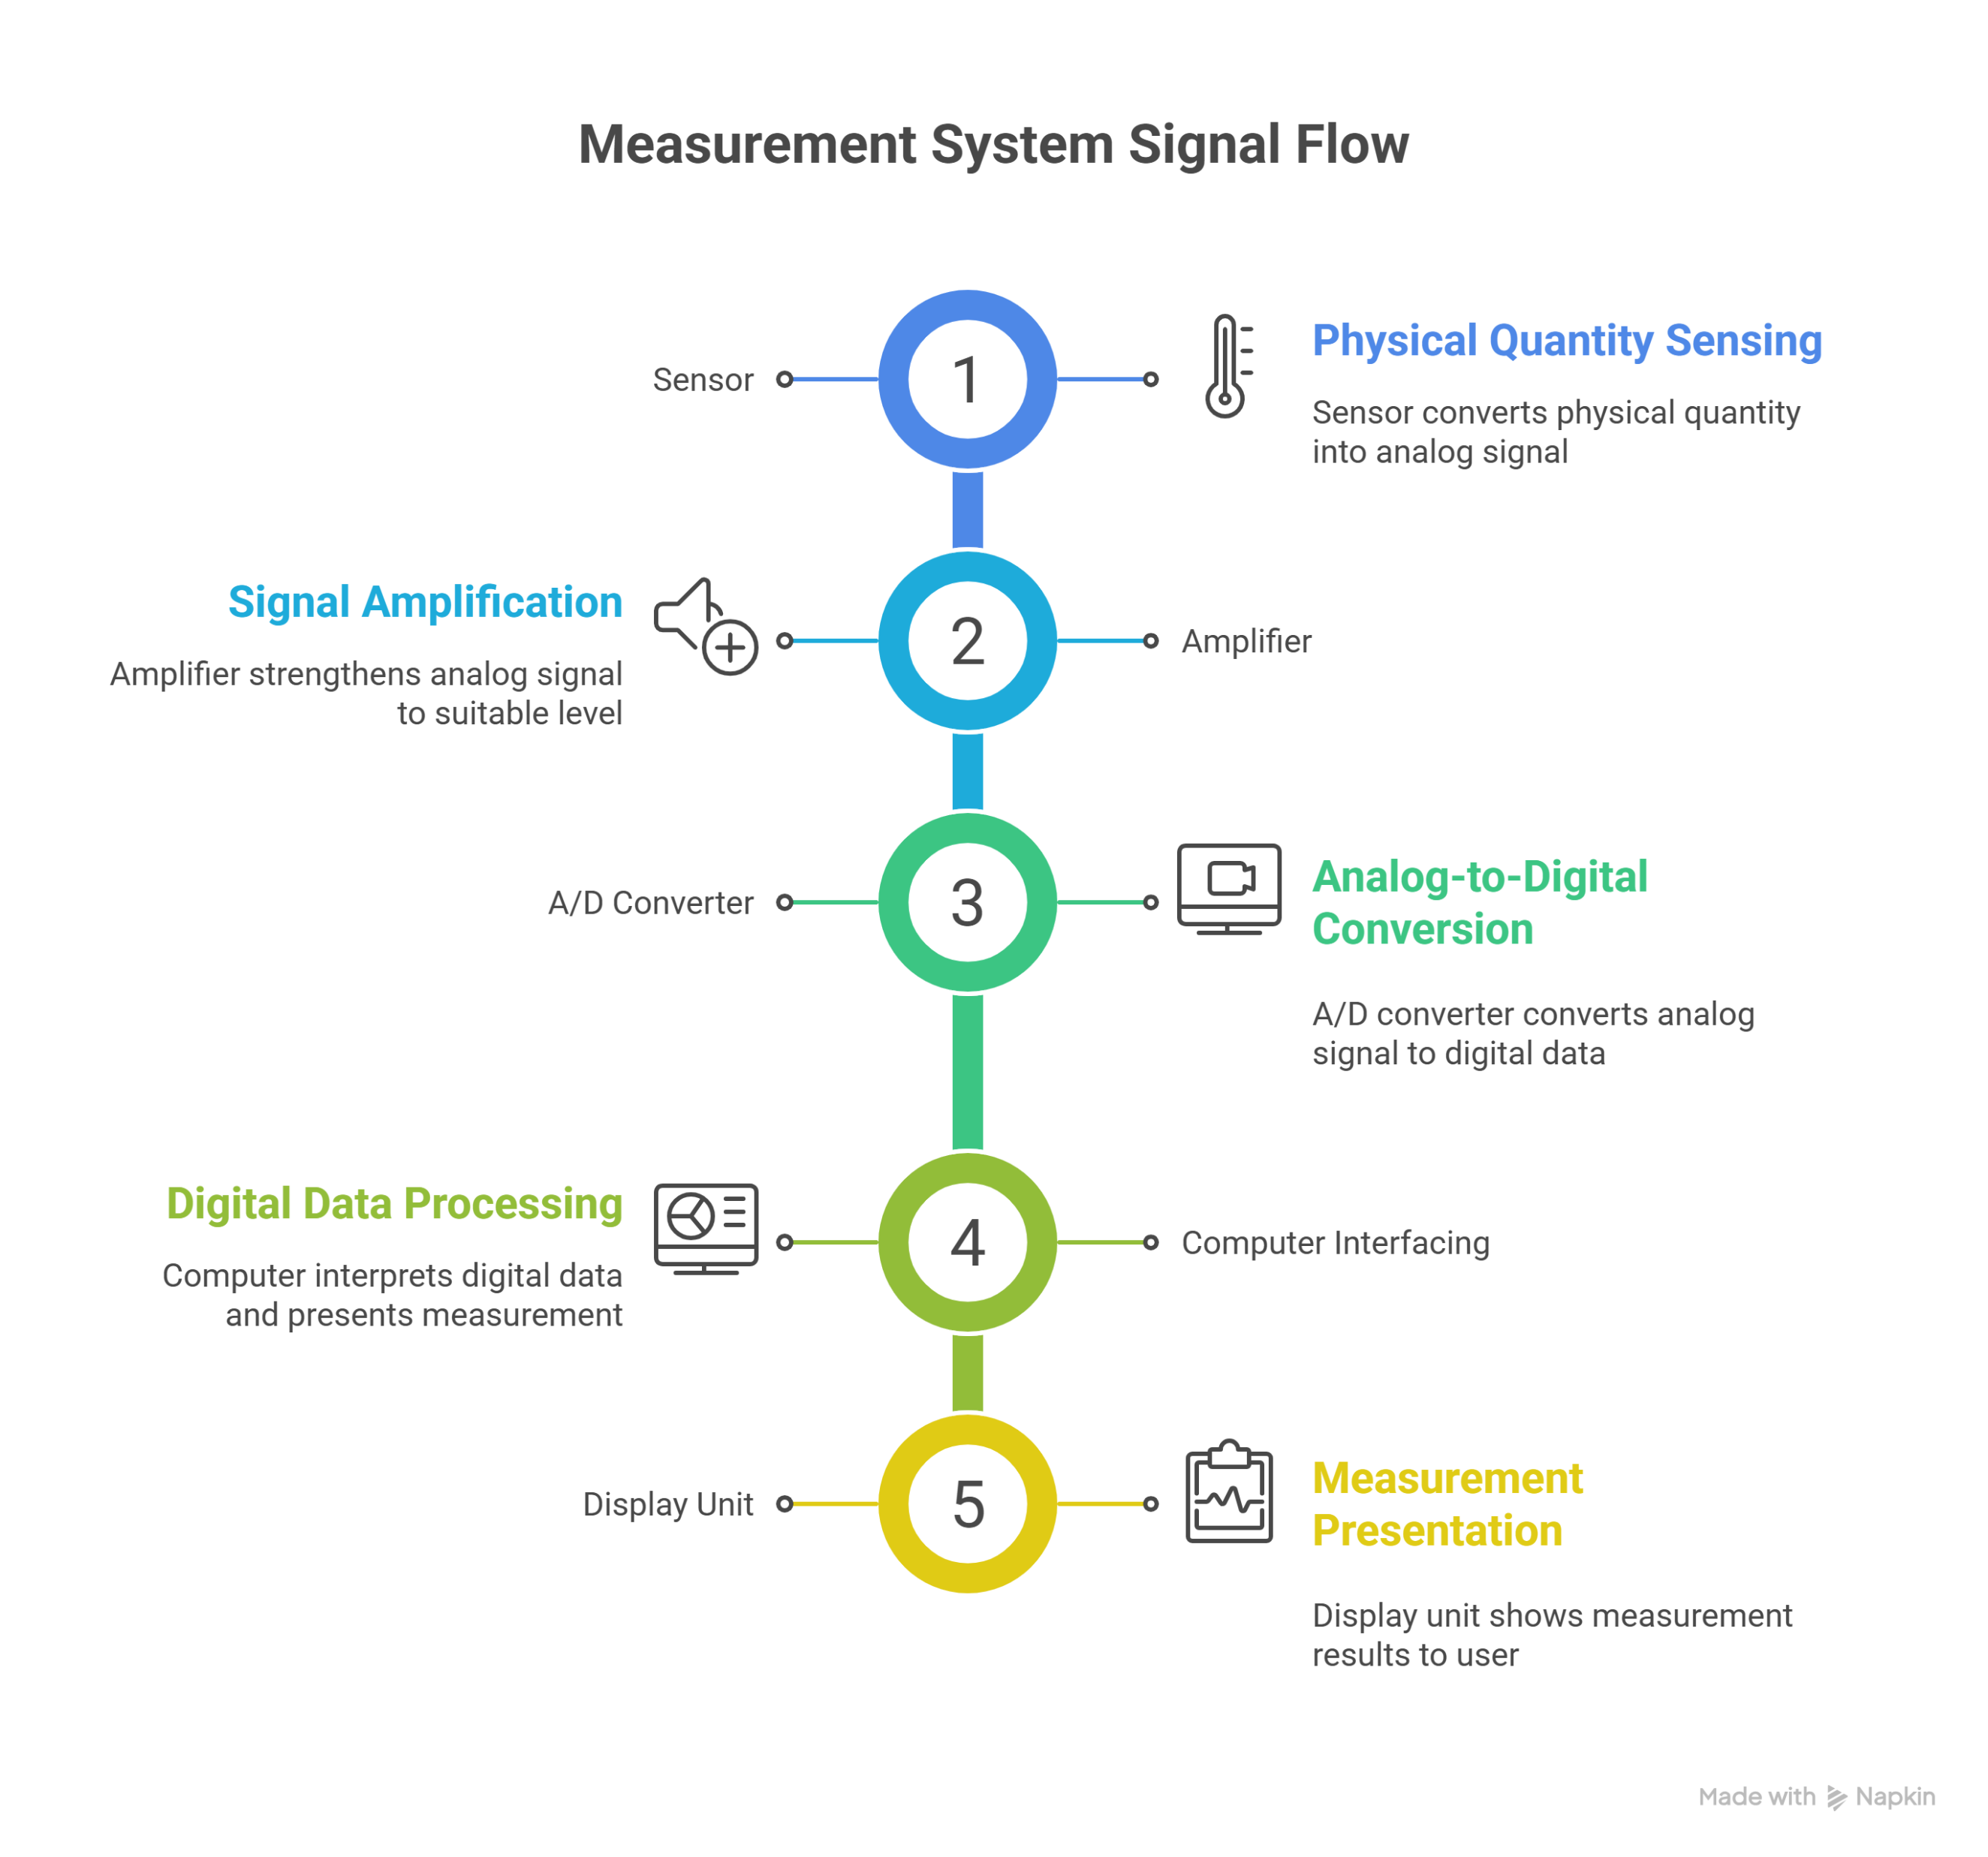 Measurement System Signal Flow
Sensor
1
Physical Quantity Sensing
Sensor converts physical quantity
into analog signal
Signal Amplification
Amplifier strengthens analog signal
to suitable level
2
Amplifier
A/D Converter
3
Analog-to-Digital
Conversion
A/D converter converts analog
signal to digital data
Digital Data Processing
Computer interprets digital data
and presents measurement
4
Computer Interfacing
Display Unit
5
Measurement
Presentation
Display unit shows measurement
results to user
Made with Napkin